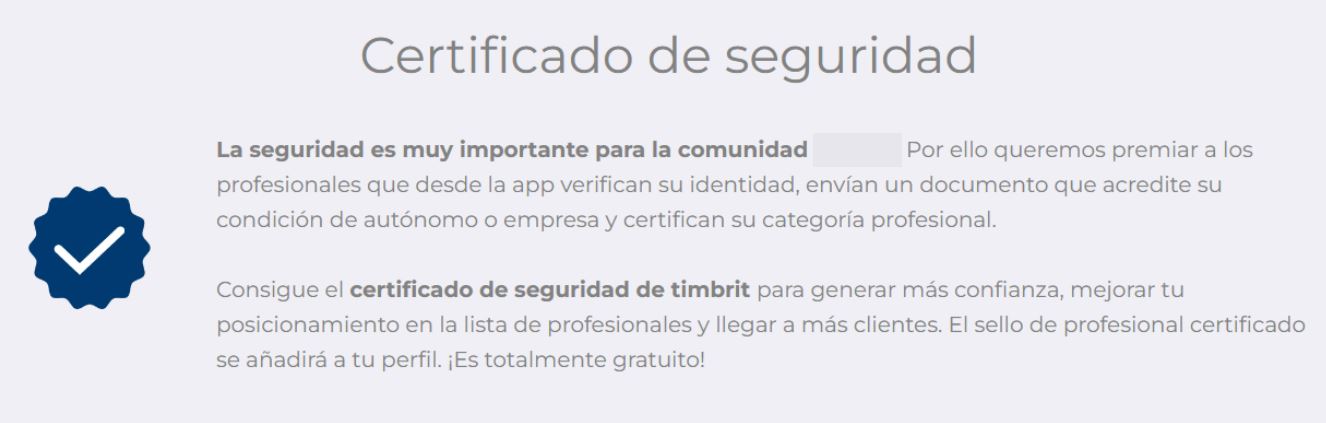 Certificado de seguridad
La seguridad es muy importante para la comunidad Por ello queremos premiar a los
profesionales que desde la app verifican su identidad, envían un documento que acredite su
condición de autónomo o empresa y certifican su categoría profesional.
Consigue el certificado de seguridad de timbrit para generar más confianza, mejorar tu
posicionamiento en la lista de profesionales y llegar a más clientes. El sello de profesional certificado
se añadirá a tu perfil. ¡Es totalmente gratuito!